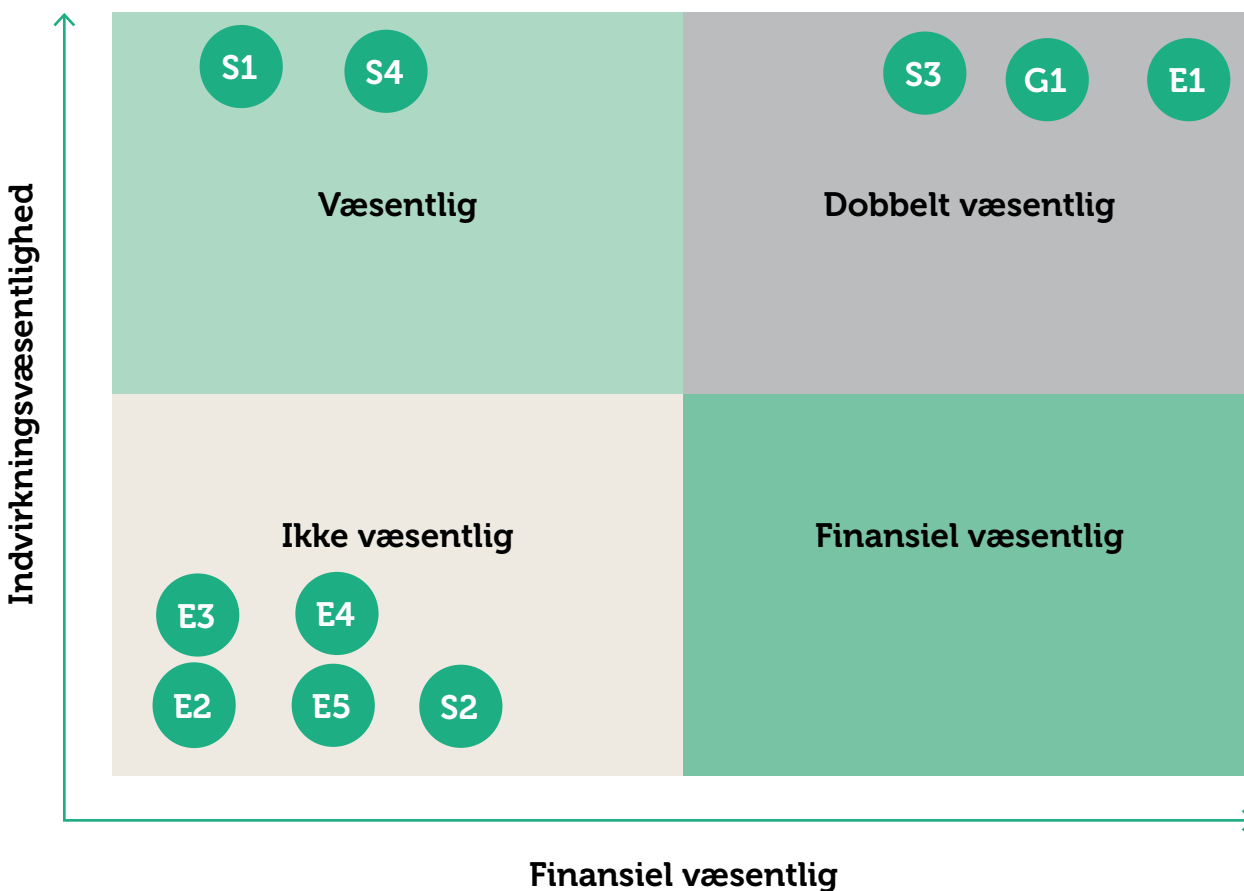 Indvirkningsvæsentlighed
S1
S4
Væsentlig
S3
G1
E1
Dobbelt væsentlig
Ikke væsentlig
E3
E4
E2
E5
S2
Finansiel væsentlig
Finansiel væsentlig